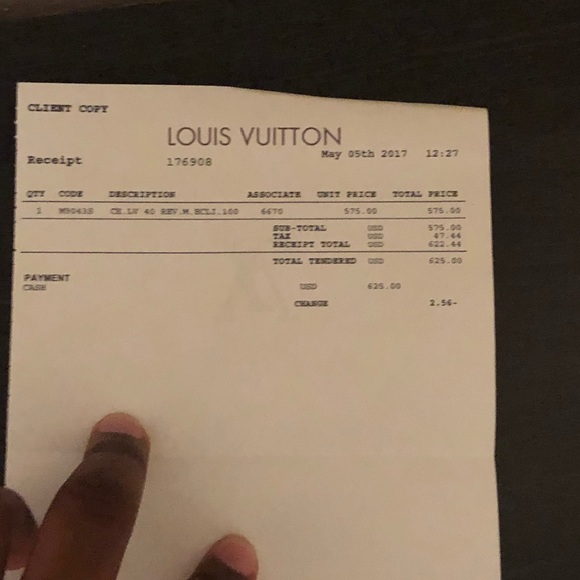 CLIENT COPY
LOUIS VUITTON
May 05th 2017 12:27
Receipt 176908
QTY CODE DESCRIPTION ASSOCIATE UNIT PRICE TOTAL PRICE
1 M9043S CE.LV 40 REV.M.ECLI.100 6670 575.00 575.00
SUB-TOTAL USD 575.00
TAX 47.44
RECEIPT TOTAL USD 622.44
TOTAL TENDERED USD 625.00
PAYMENT
CASH USD 625.00
CHANGE 2.56-